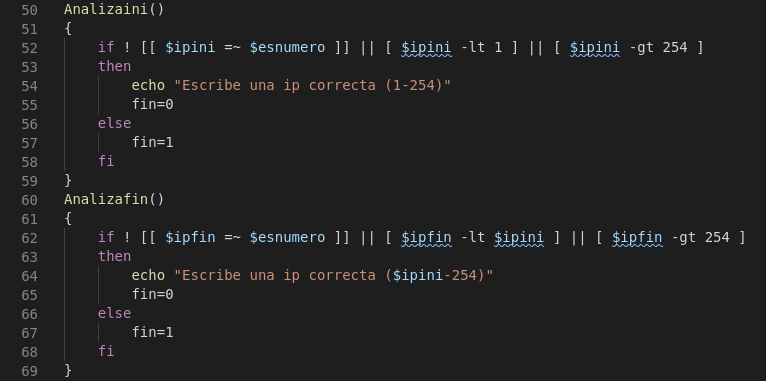 50 Analizaini()
51 {
52     if ! [[ $ipini =~ $esnumero ]] || [ $ipini -lt 1 ] || [ $ipini -gt 254 ]
53     then
54         echo "Escribe una ip correcta (1-254)"
55         fin=0
56     else
57         fin=1
58     fi
59 }
60 Analizafin()
61 {
62     if ! [[ $ipfin =~ $esnumero ]] || [ $ipfin -lt $ipini ] || [ $ipfin -gt 254 ]
63     then
64         echo "Escribe una ip correcta ($ipini-254)"
65         fin=0
66     else
67         fin=1
68     fi
69 }